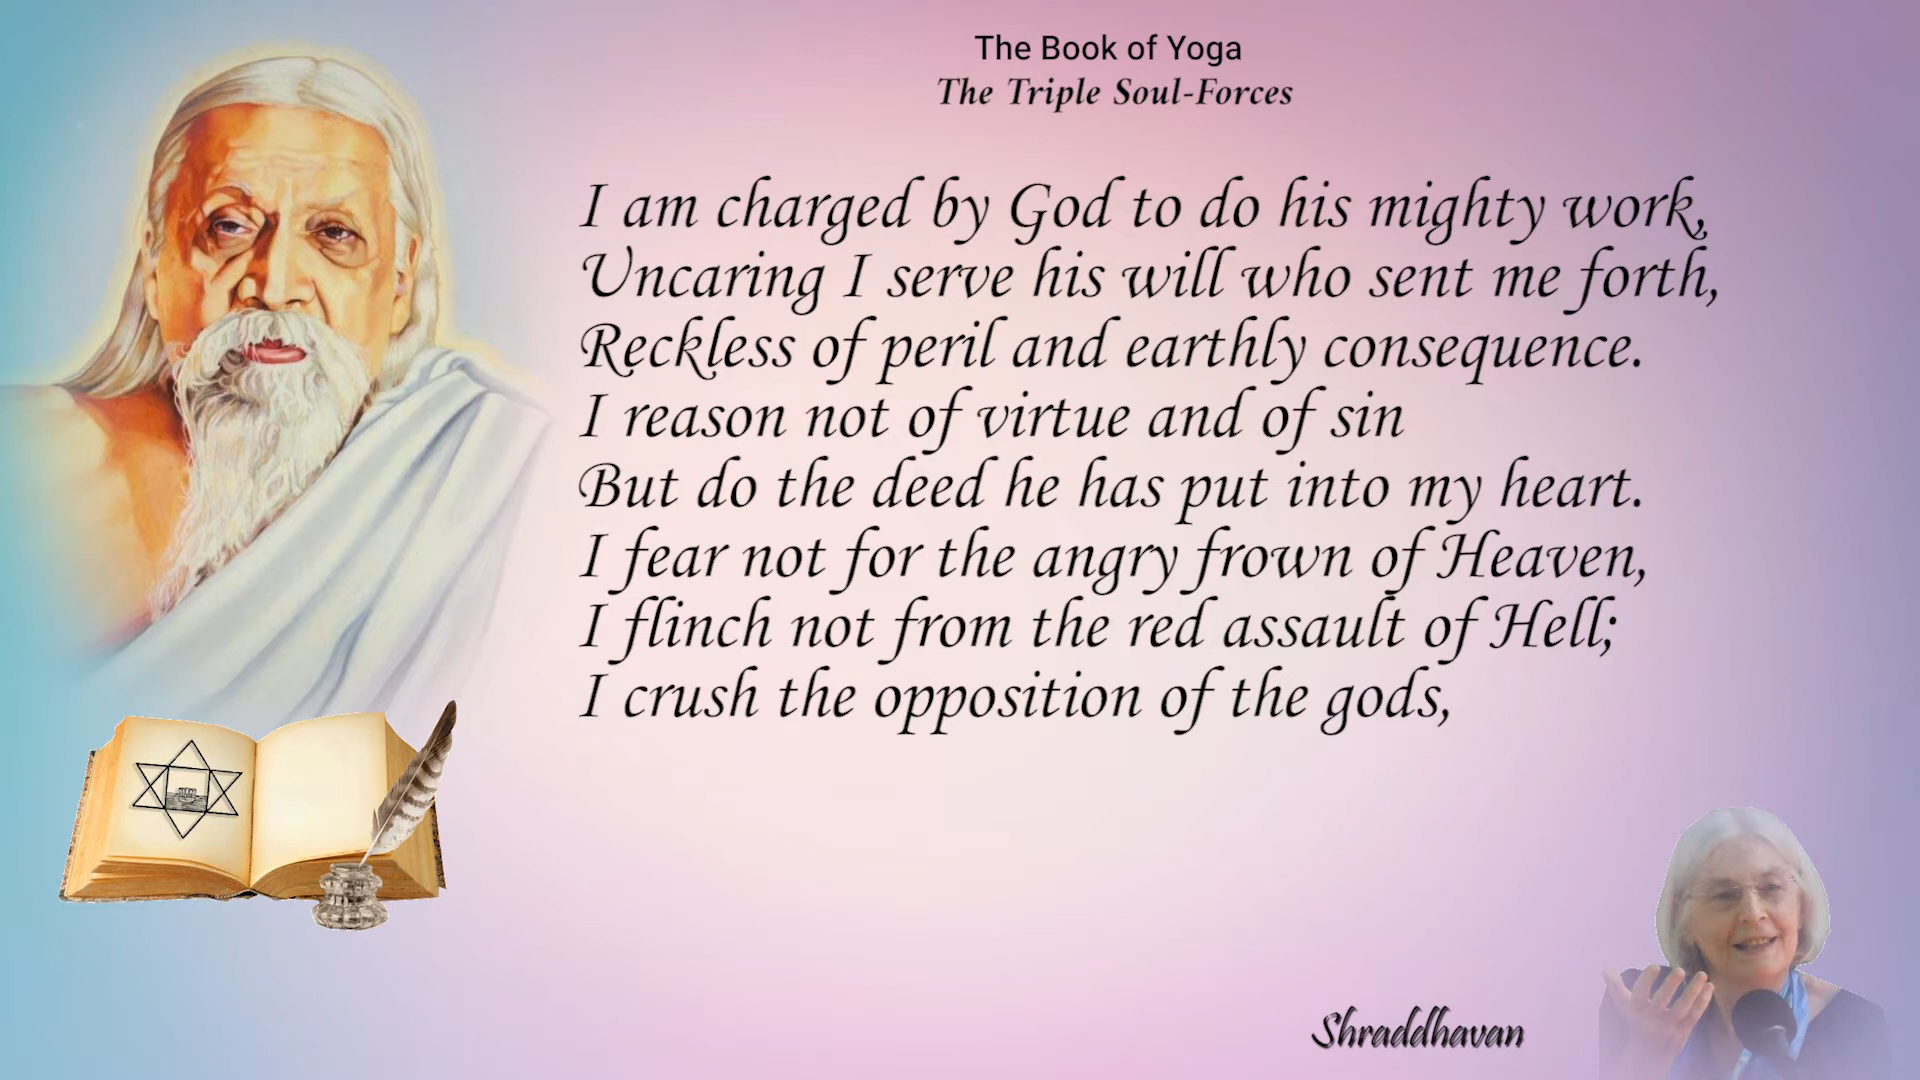 The Book of Yoga
The Triple Soul-Forces
I am charged by God to do his mighty work,
Uncaring I serve his will who sent me forth,
Reckless of peril and earthly consequence.
I reason not of virtue and of sin
But do the deed he has put into my heart.
I fear not for the angry frown of Heaven,
I flinch not from the red assault of Hell;
I crush the opposition of the gods,
Shraddhavan